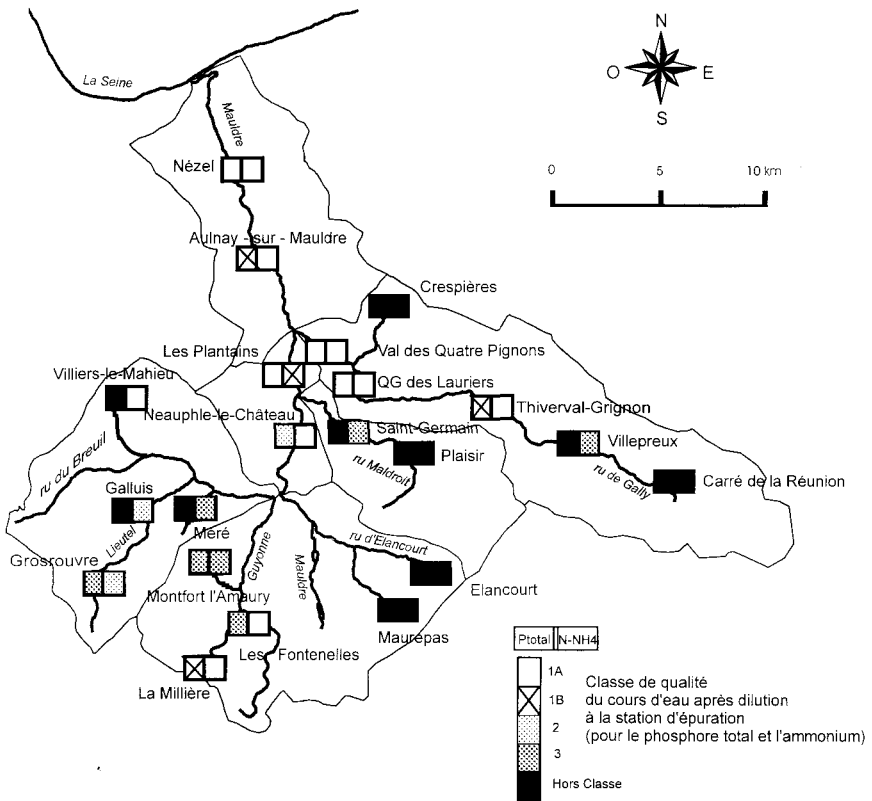 N
O
E
S
0
5
10 km
La Seine
Mauldre
Nézel
Aulnay - sur - Mauldre
Crespières
Les Plantains
Val des Quatre Pignons
Villiers-le-Mahieu
QG des Lauriers
Neauphle-le-Château
Thiverval-Grignon
Saint-Germain
Villepreux
Plaisir
ru Maldroit
ru du Breuil
Carré de la Réunion
ru de Gally
Galluis
Méré
Lieutel
Grosrouvre
Guyonne
Mauldre
ru d'Elancourt
Montfort l'Amaury
Elancourt
Maurepas
Les Fontenelles
La Millière
Ptotal
N-NH4
1A
1B
2
3
Hors Classe
Classe de qualité
du cours d'eau après dilution
à la station d'épuration
(pour le phosphore total et l'ammonium)